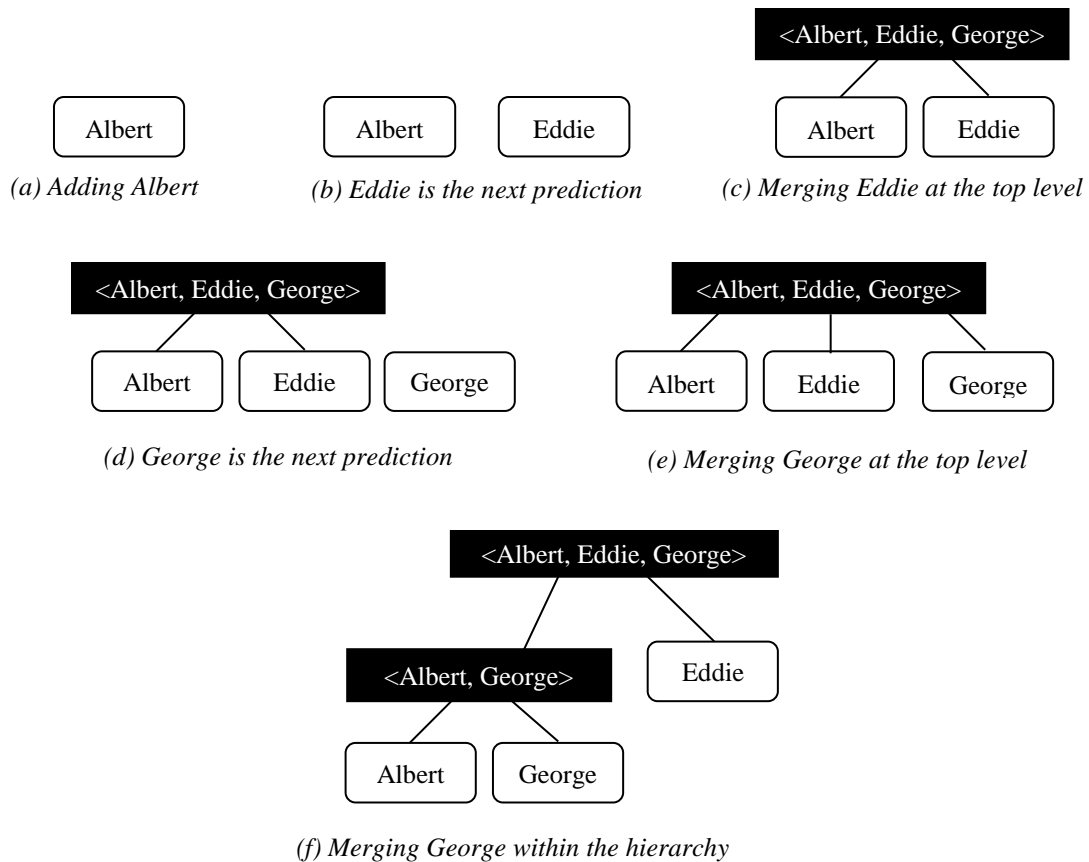 <Albert, Eddie, George>
Albert
Albert
Eddie
Albert
Eddie
(a) Adding Albert
(b) Eddie is the next prediction
(c) Merging Eddie at the top level
<Albert, Eddie, George>
Albert
Eddie
George
(d) George is the next prediction
<Albert, Eddie, George>
Albert
Eddie
George
(e) Merging George at the top level
<Albert, Eddie, George>
Eddie
<Albert, George>
Albert
George
(f) Merging George within the hierarchy